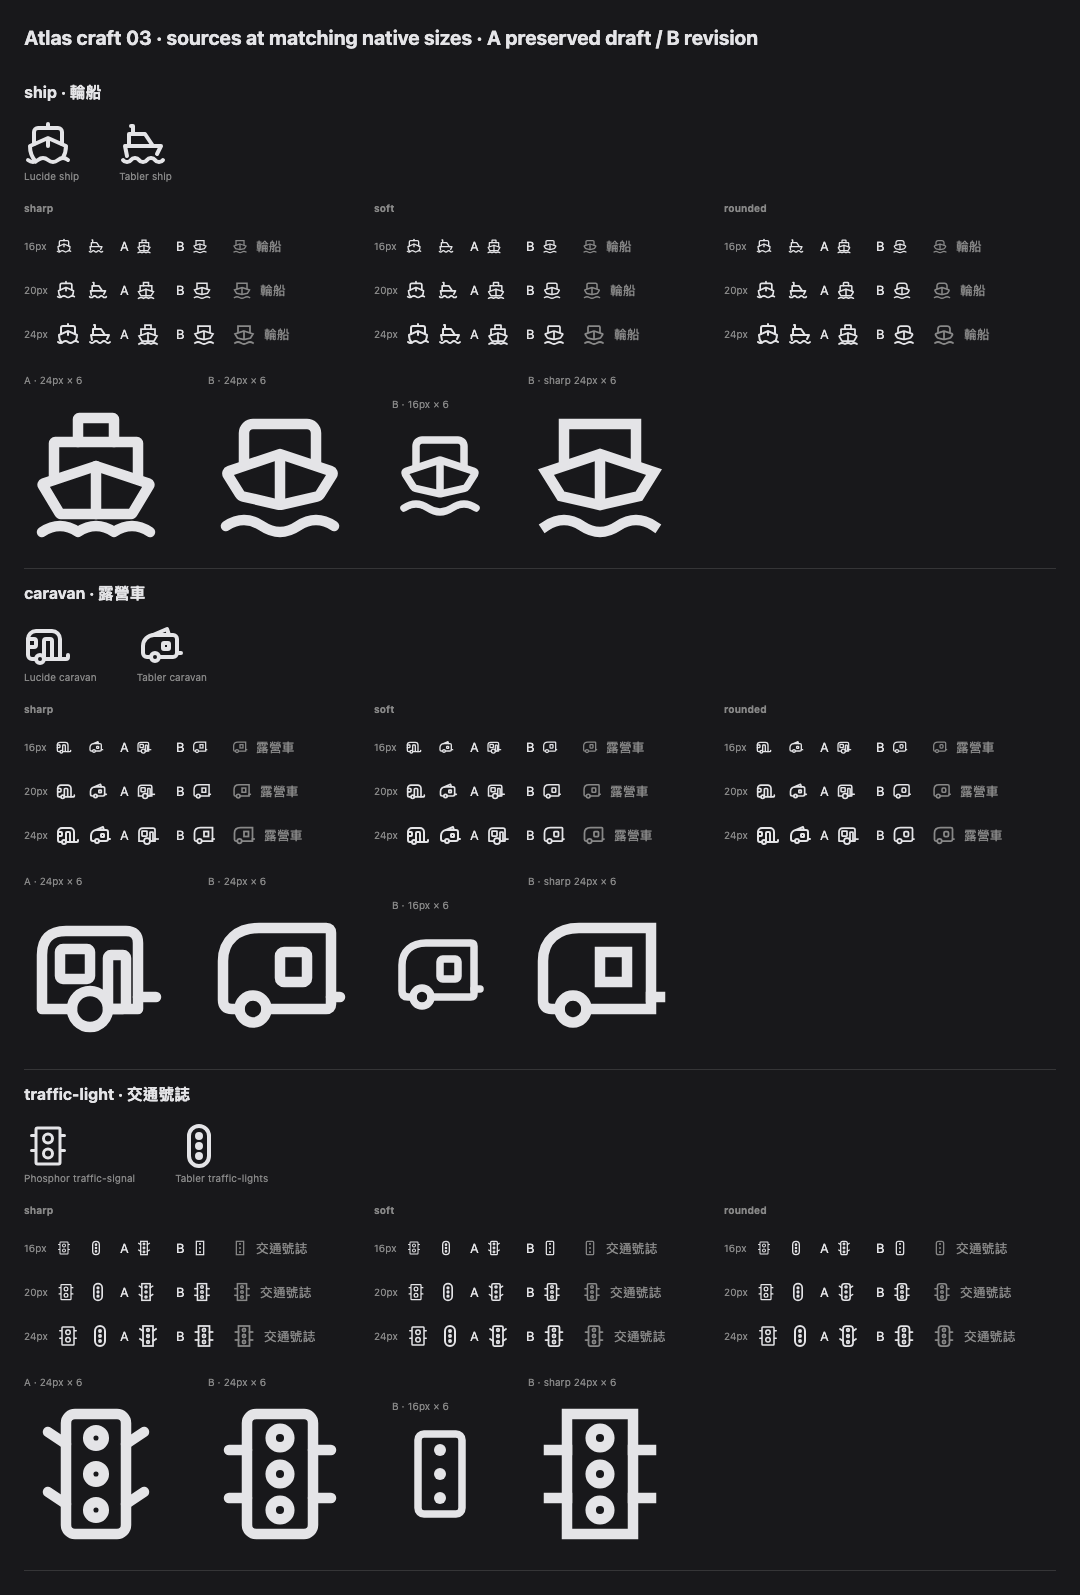 Atlas craft 03 · sources at matching native sizes · A preserved draft / B revision
ship · 輪船
Lucide ship Tabler ship
sharp soft rounded
16px A B 輪船 16px A B 輪船 16px A B 輪船
20px A B 輪船 20px A B 輪船 20px A B 輪船
24px A B 輪船 24px A B 輪船 24px A B 輪船
A · 24px × 6 B · 24px × 6 B · 16px × 6 B · sharp 24px × 6
caravan · 露營車
Lucide caravan Tabler caravan
sharp soft rounded
16px A B 露營車 16px A B 露營車 16px A B 露營車
20px A B 露營車 20px A B 露營車 20px A B 露營車
24px A B 露營車 24px A B 露營車 24px A B 露營車
A · 24px × 6 B · 24px × 6 B · 16px × 6 B · sharp 24px × 6
traffic-light · 交通號誌
Phosphor traffic-signal Tabler traffic-lights
sharp soft rounded
16px A B 交通號誌 16px A B 交通號誌 16px A B 交通號誌
20px A B 交通號誌 20px A B 交通號誌 20px A B 交通號誌
24px A B 交通號誌 24px A B 交通號誌 24px A B 交通號誌
A · 24px × 6 B · 24px × 6 B · 16px × 6 B · sharp 24px × 6